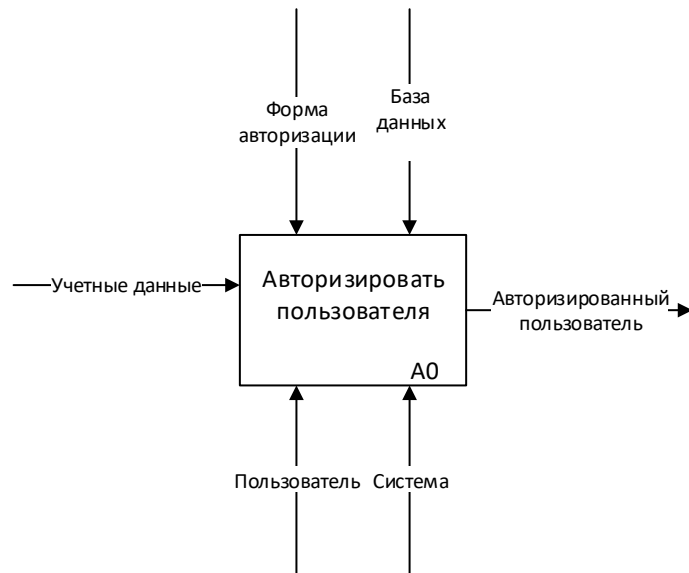 Форма
авторизации
База
данных
Учетные данные
Авторизировать
пользователя
A0
Авторизированный
пользователь
Пользователь
Система